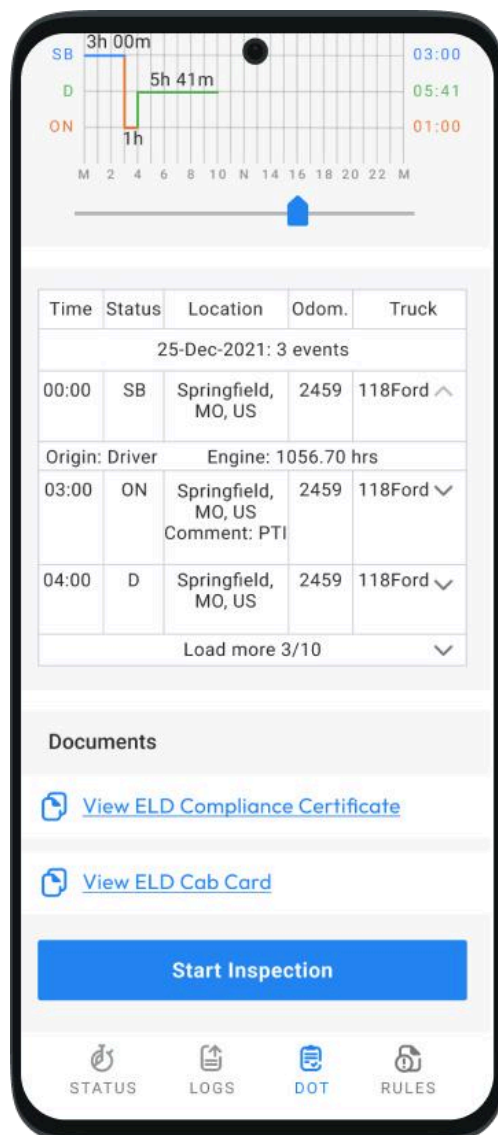 3h 00m
SB 03:00
5h 41m
D 05:41
ON 01:00
1h
M 2 4 6 8 10 N 14 16 18 20 22 M
Time Status Location Odom. Truck
25-Dec-2021: 3 events
00:00 SB Springfield, 2459 118Ford
MO, US
Origin: Driver Engine: 1056.70 hrs
03:00 ON Springfield, 2459 118Ford
MO, US
Comment: PTI
04:00 D Springfield, 2459 118Ford
MO, US
Load more 3/10
Documents
View ELD Compliance Certificate
View ELD Cab Card
Start Inspection
STATUS LOGS DOT RULES